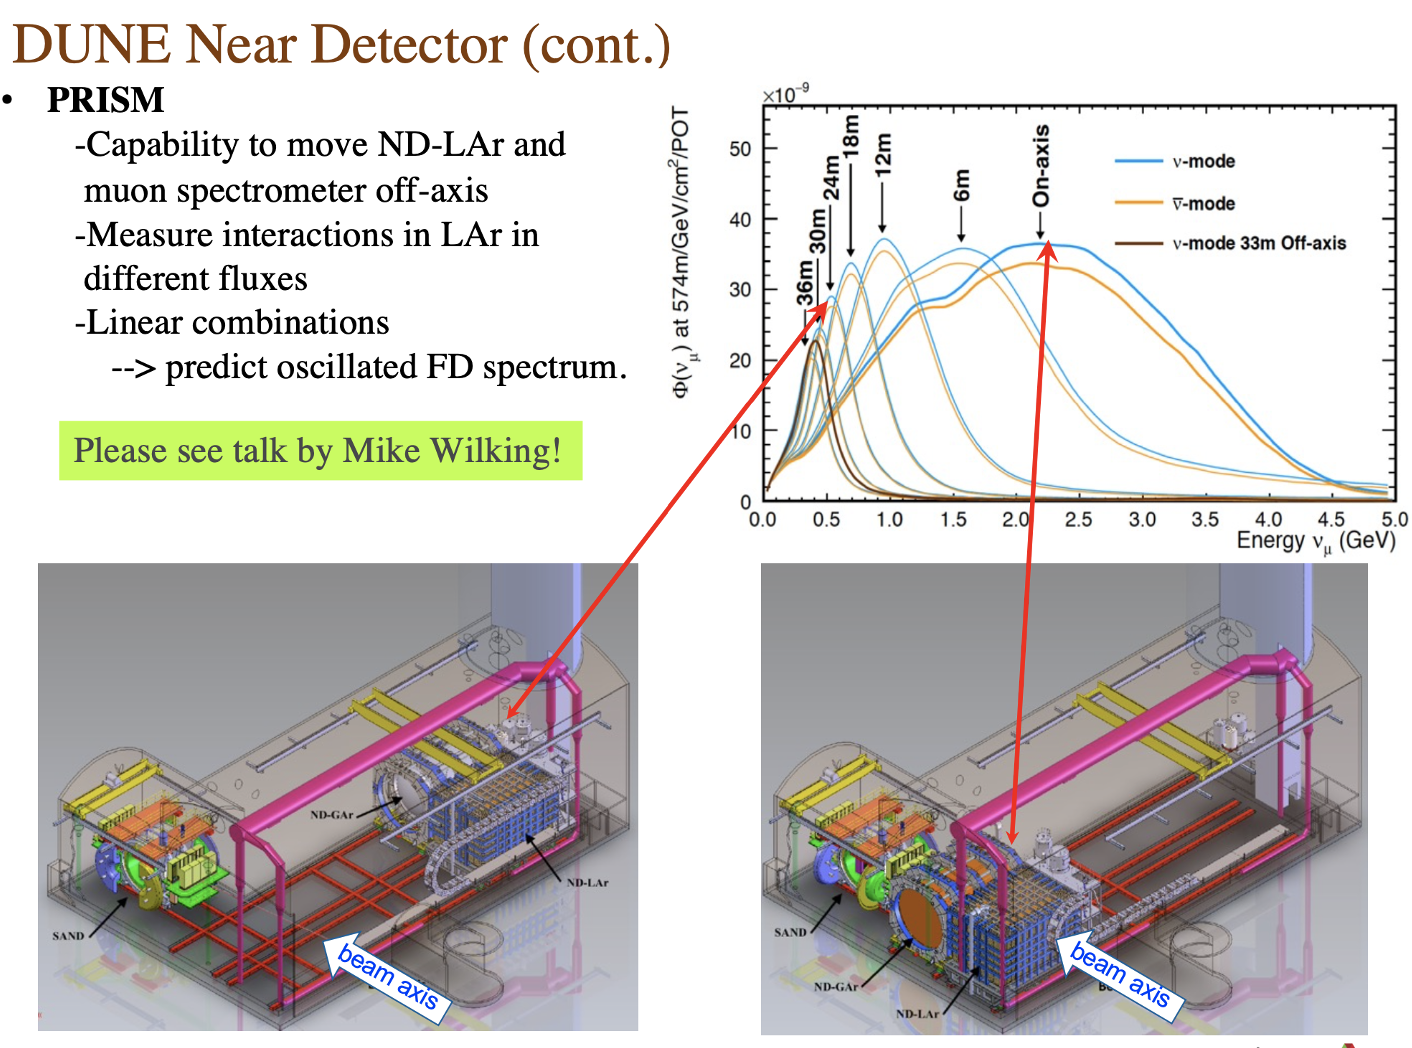 DUNE Near Detector (cont.)
• PRISM
-Capability to move ND-LAr and
muon spectrometer off-axis
-Measure interactions in LAr in
different fluxes
-Linear combinations
--> predict oscillated FD spectrum.
Please see talk by Mike Wilking!
×10⁻⁹
Φ(νμ) at 574m/GeV/cm²/POT
50
40
30
20
10
0
36m
30m
24m
18m
12m
6m
On-axis
ν-mode
ν̄-mode
ν-mode 33m Off-axis
0.0 0.5 1.0 1.5 2.0 2.5 3.0 3.5 4.0 4.5 5.0
Energy νμ (GeV)
ND-GAr
ND-LAr
SAND
beam axis
SAND
ND-GAr
ND-LAr
beam axis